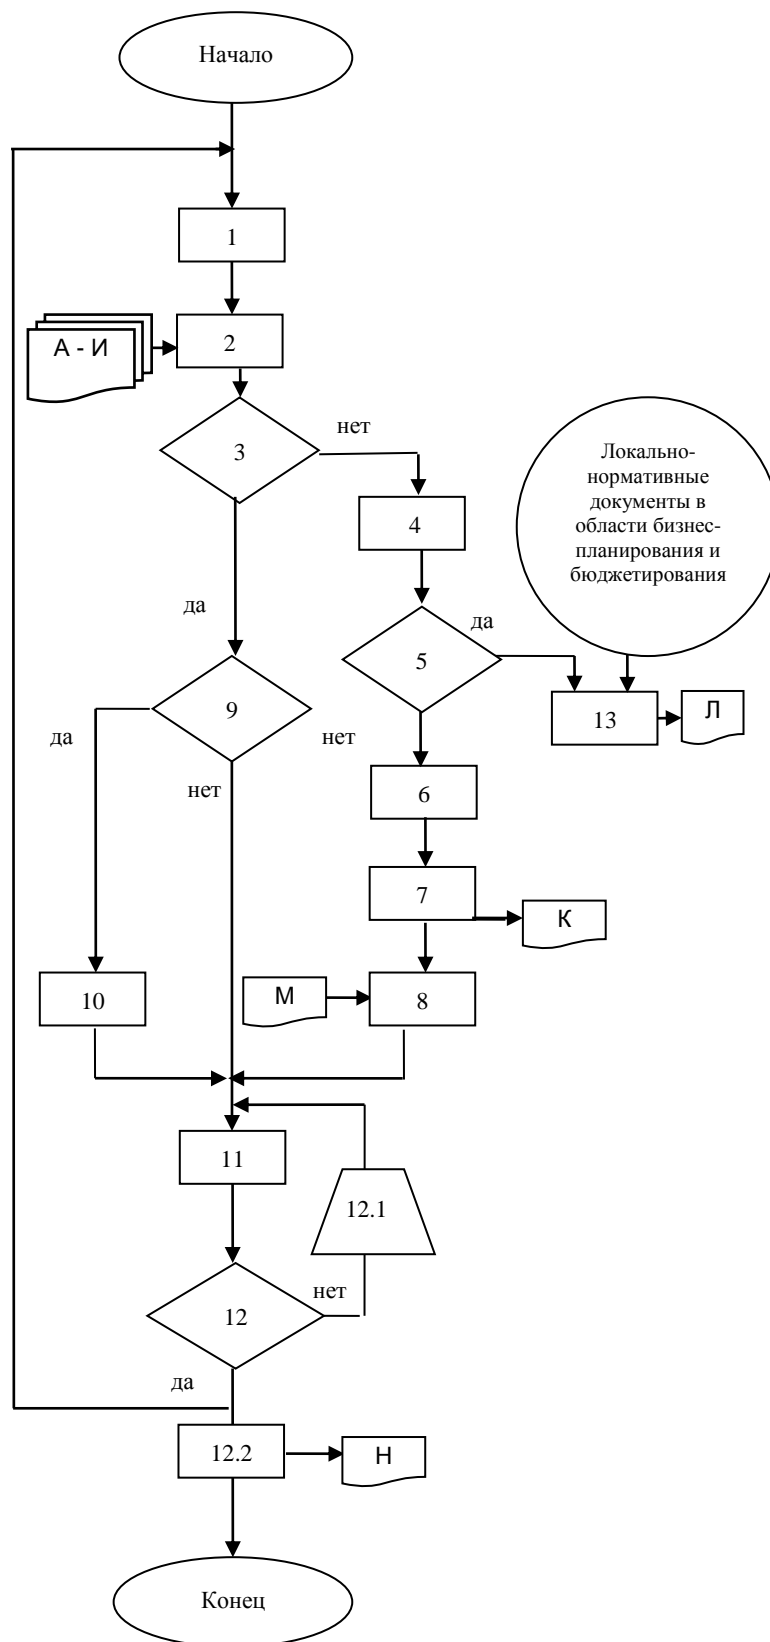 Начало
1
А - И
2
3
нет
4
Локально-
нормативные
документы в
области бизнес-
планирования и
бюджетирования
да
да
5
9
да
нет
13
Л
нет
6
7
К
10
М
8
11
12.1
12
нет
да
12.2
Н
Конец